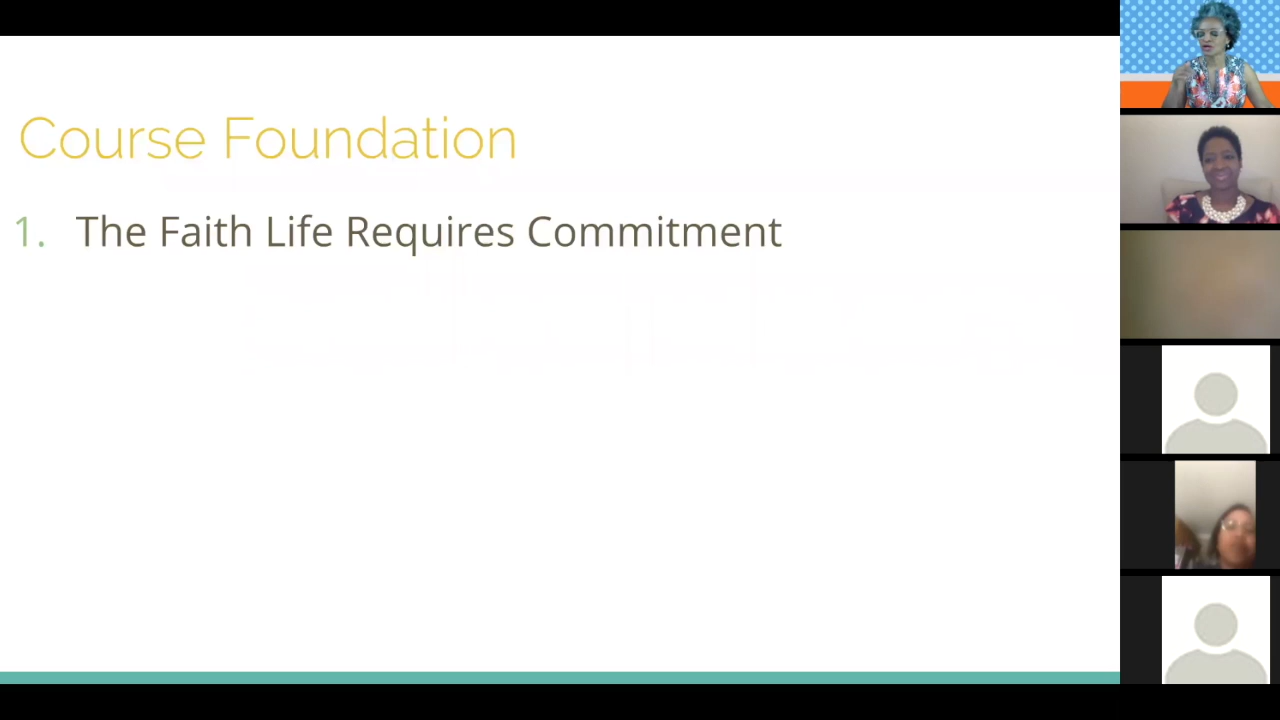 Course Foundation
1. The Faith Life Requires Commitment